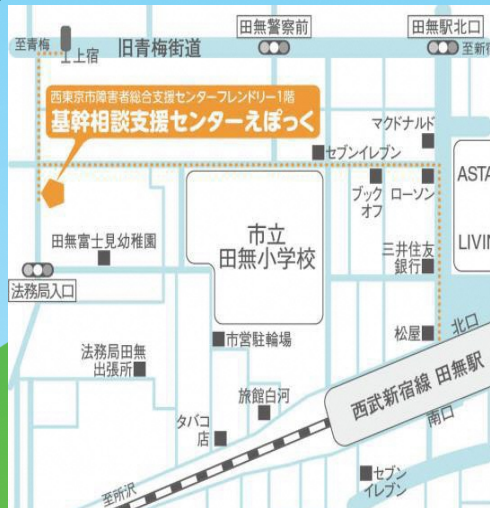 田無警察前
田無駅北口
至青梅
旧青梅街道
至新宿
上宿
西東京市障害者総合支援センターフレンドリー1階
基幹相談支援センターえぽっく
マクドナルド
セブンイレブン
ASTA
ブック
オフ
ローソン
市立
田無小学校
田無富士見幼稚園
LIVIN
三井住友
銀行
法務局入口
北口
松屋
市営駐輪場
法務局田無
出張所
西武新宿線 田無駅
旅館白河
南口
タバコ
店
セブン
イレブン
至所沢